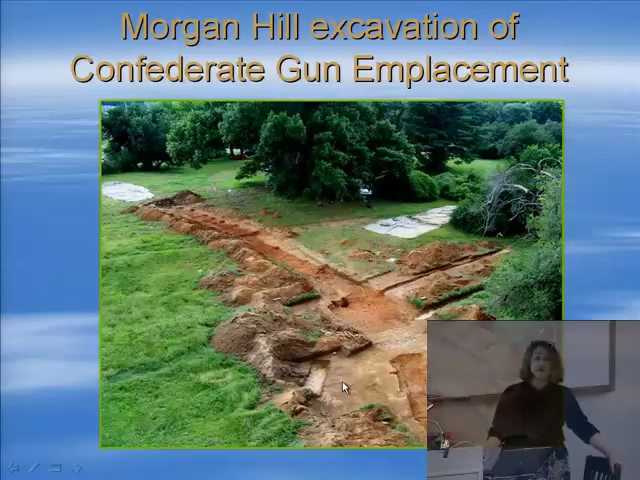 Morgan Hill excavation of
Confederate Gun Emplacement